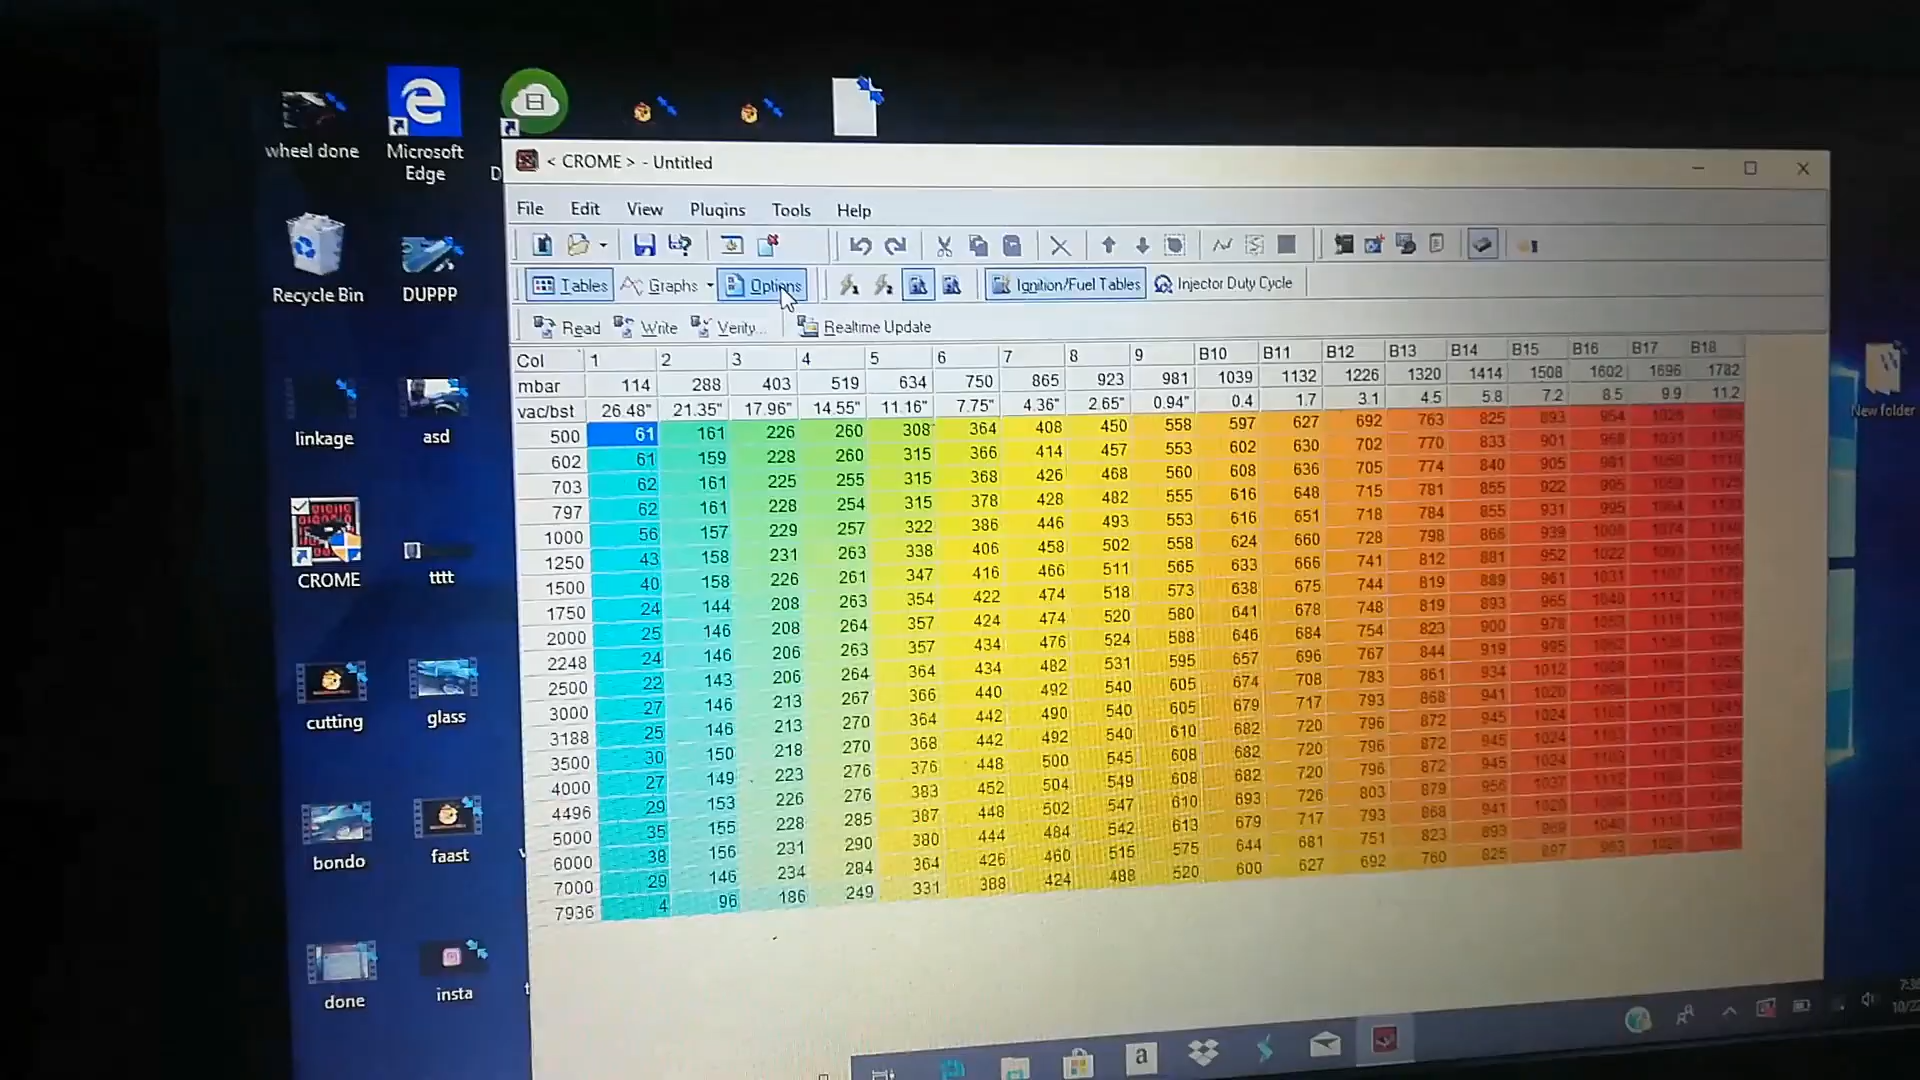 wheel done
Microsoft
Edge
D
Recycle Bin
DUPPP
linkage
asd
CROME
tttt
cutting
glass
bondo
faast
done
insta
New folder
< CROME > - Untitled
File Edit View Plugins Tools Help
Tables Graphs Options Ignition/Fuel Tables Injector Duty Cycle
Read Write Verify... Realtime Update
Col 1 2 3 4 5 6 7 8 9 B10 B11 B12 B13 B14 B15 B16 B17 B18
mbar 114 288 403 519 634 750 865 923 981 1039 1132 1226 1320 1414 1508 1602 1696 1782
vac/bst 26.48" 21.35" 17.96" 14.55" 11.16" 7.75" 4.36" 2.65" 0.94" 0.4 1.7 3.1 4.5 5.8 7.2 8.5 9.9 11.2
500 61 161 226 260 308 364 408 450 558 597 627 692 763 825 893 954
602 61 159 228 260 315 366 414 457 553 602 630 702 770 833 901
703 62 161 225 255 315 368 426 468 560 608 636 705 774 840 905
797 62 161 228 254 315 378 428 482 555 616 648 715 781 855 922
1000 56 157 229 257 322 386 446 493 553 616 651 718 784 855 931
1250 43 158 231 263 338 406 458 502 558 624 660 728 798 866 939
1500 40 158 226 261 347 416 466 511 565 633 666 741 812 881 952 1022
1750 24 144 208 263 354 422 474 518 573 638 675 744 819 889 961 1031
2000 25 146 208 264 357 424 474 520 580 641 678 748 819 893 965
2248 24 146 206 263 357 434 476 524 588 646 684 754 823 900 978
2500 22 143 206 264 364 434 482 531 595 657 696 767 844 919 995
3000 27 146 213 267 366 440 492 540 605 674 708 783 861 934 1012
3188 25 146 213 270 364 442 490 540 605 679 717 793 868 941 1020
3500 30 150 218 270 368 442 492 540 610 682 720 796 872 945 1024
4000 27 149 223 276 376 448 500 545 608 682 720 796 872 945 1024
4496 29 153 226 276 383 452 504 549 608 682 720 796 872 945 1024
5000 35 155 228 285 387 448 502 547 610 693 726 803 879 956
6000 38 156 231 290 380 444 484 542 613 679 717 793 868 941
7000 29 146 234 284 364 426 460 515 575 644 681 751 823 893
7936 4 96 186 249 331 388 424 488 520 600 627 692 760 825 897
a